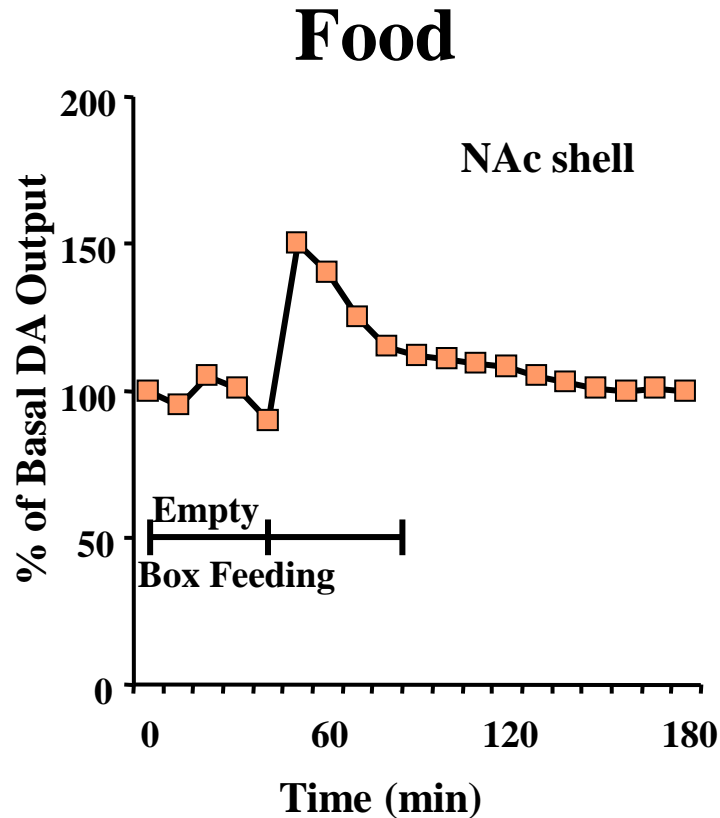 Food
200
NAc shell
150
% of Basal DA Output
100
Empty
50
Box Feeding
0
0 60 120 180
Time (min)